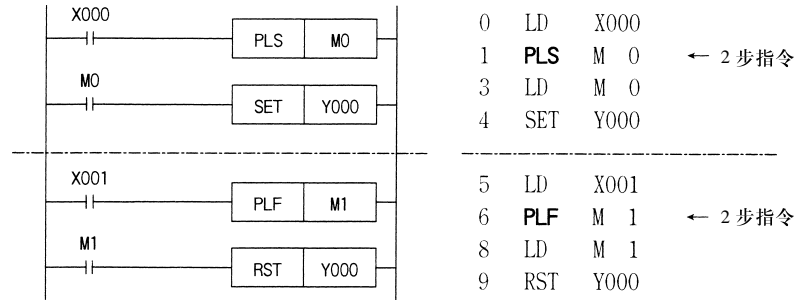 X000
PLS M0
M0
SET Y000
X001
PLF M1
M1
RST Y000
0 LD X000
1 PLS M 0 ← 2 步指令
3 LD M 0
4 SET Y000
5 LD X001
6 PLF M 1 ← 2 步指令
8 LD M 1
9 RST Y000